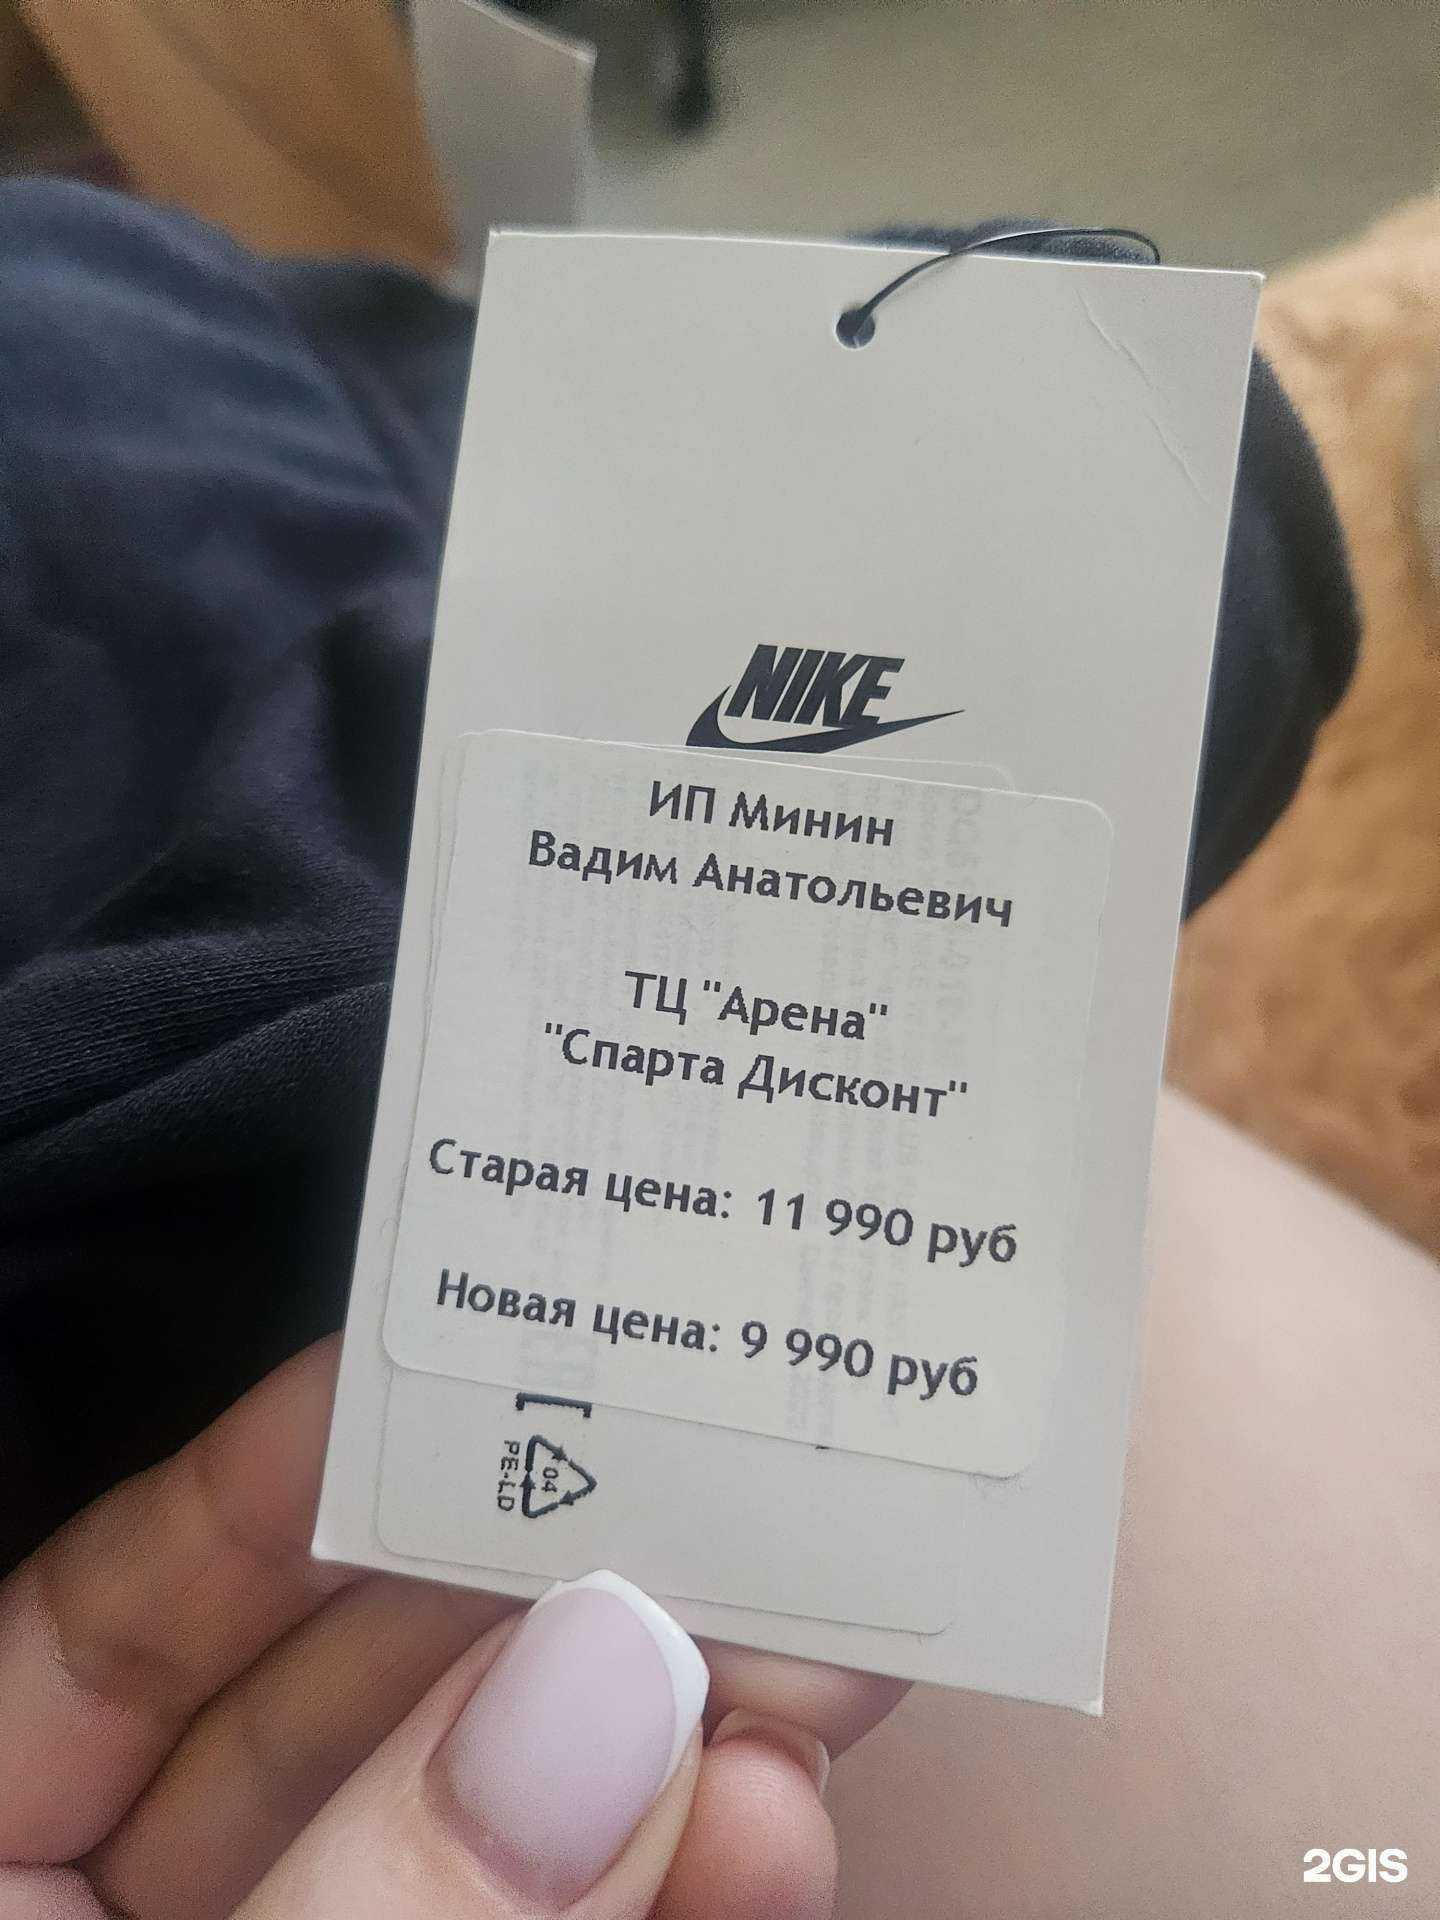 NIKE
ИП Минин
Вадим Анатольевич
ТЦ "Арена"
"Спарта Дисконт"
Старая цена: 11 990 руб
Новая цена: 9 990 руб
04
PE-LD
2GIS